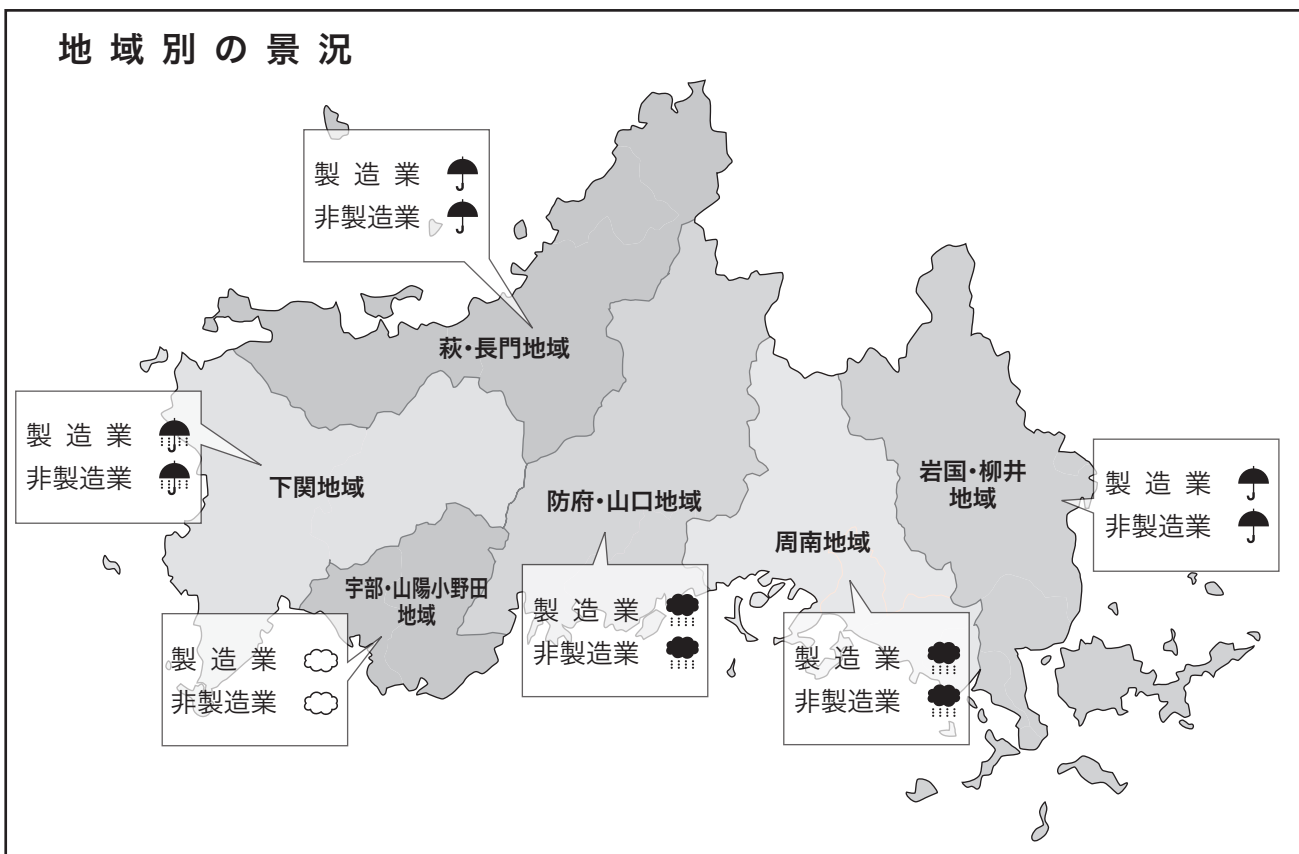 地域別の景況
製造業
非製造業
萩・長門地域
製造業
非製造業
下関地域
防府・山口地域
岩国・柳井
地域
製造業
非製造業
周南地域
宇部・山陽小野田
地域
製造業
非製造業
製造業
非製造業
製造業
非製造業